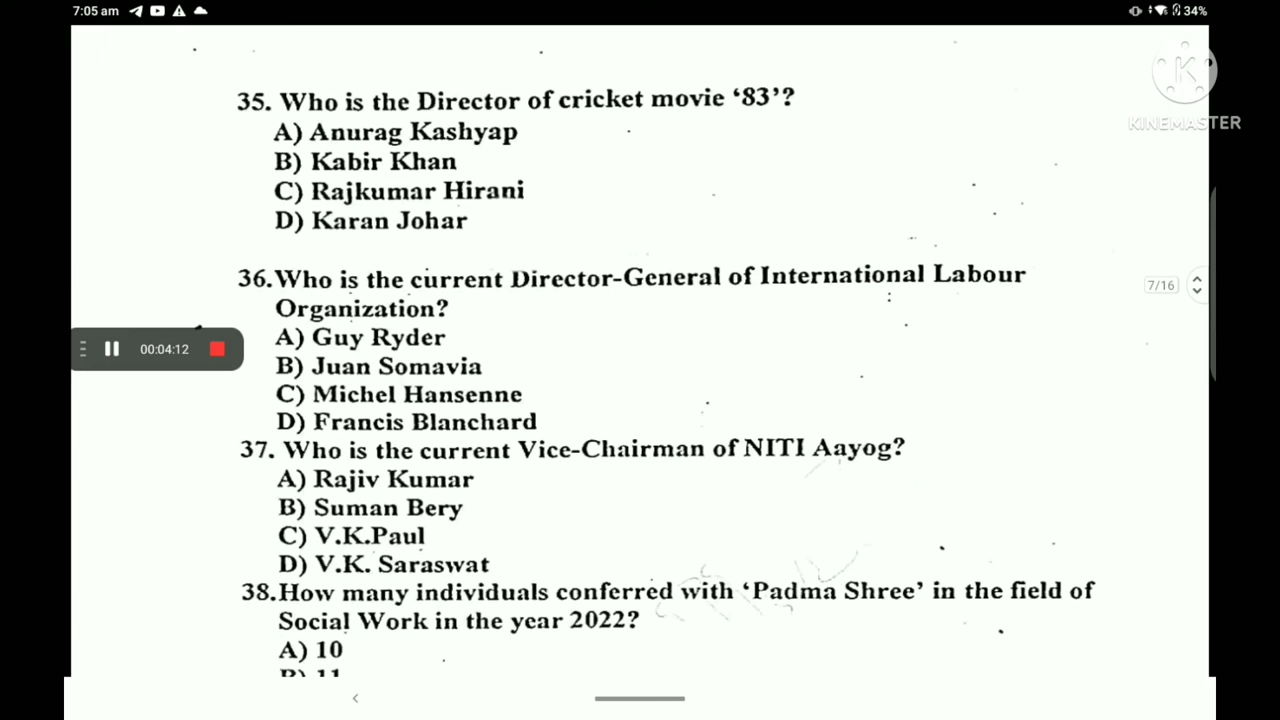 7:05 am
34%
KINEMASTER
35. Who is the Director of cricket movie ‘83’?
A) Anurag Kashyap
B) Kabir Khan
C) Rajkumar Hirani
D) Karan Johar
36. Who is the current Director-General of International Labour
Organization?
7/16
A) Guy Ryder
00:04:12
B) Juan Somavia
C) Michel Hansenne
D) Francis Blanchard
37. Who is the current Vice-Chairman of NITI Aayog?
A) Rajiv Kumar
B) Suman Bery
C) V.K.Paul
D) V.K. Saraswat
38.How many individuals conferred with ‘Padma Shree’ in the field of
Social Work in the year 2022?
A) 10
B) 11